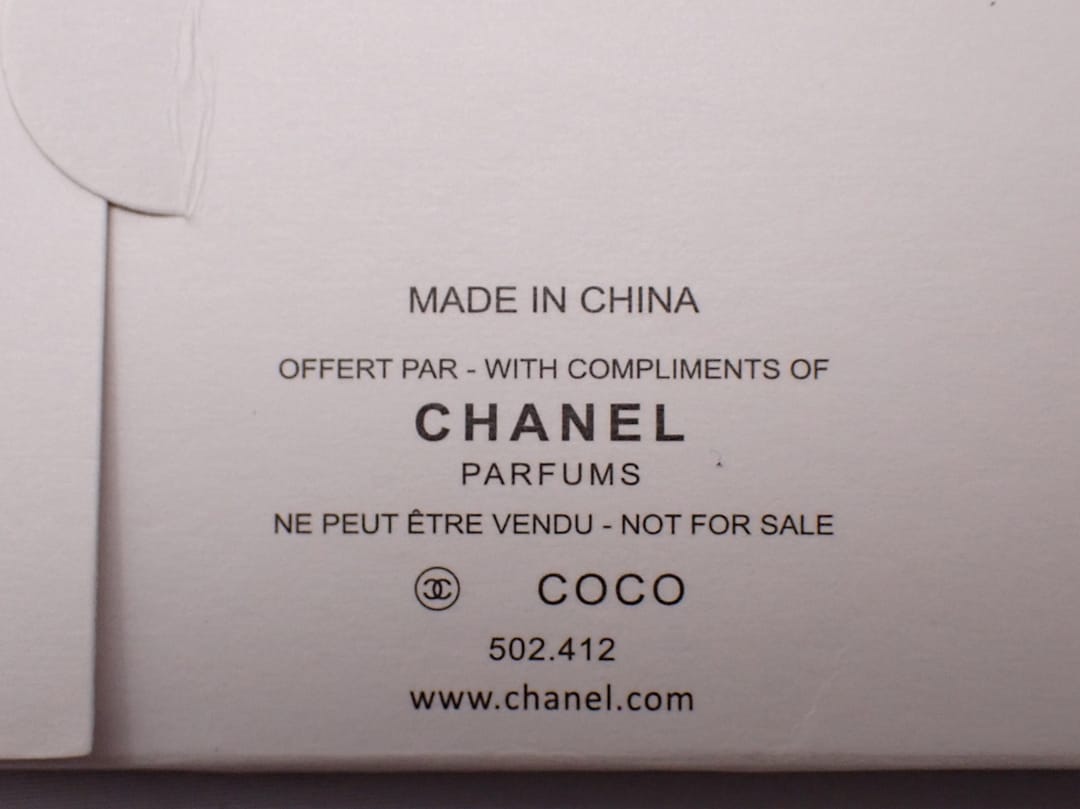 MADE IN CHINA
OFFERT PAR - WITH COMPLIMENTS OF
CHANEL
PARFUMS
NE PEUT ÊTRE VENDU - NOT FOR SALE
COCO
502.412
www.chanel.com